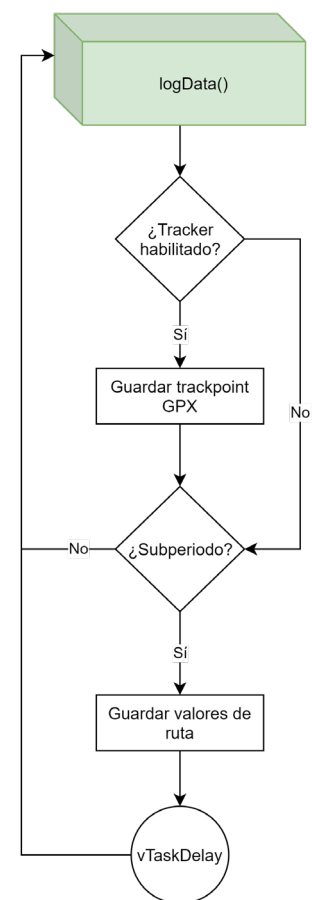 logData()
¿Tracker
habilitado?
Sí
Guardar trackpoint
GPX
No
¿Subperiodo?
No
Sí
Guardar valores de
ruta
vTaskDelay